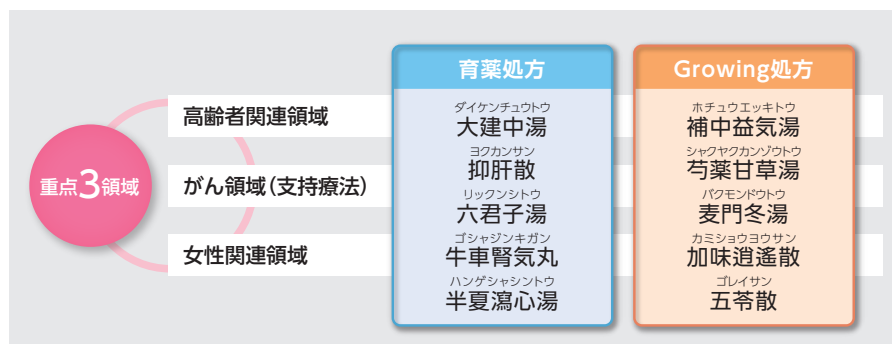 重点3領域
高齢者関連領域
がん領域(支持療法)
女性関連領域
育薬処方
ダイケンチュウトウ
大建中湯
ヨクカンサン
抑肝散
リックンシトウ
六君子湯
ゴシャジンキガン
牛車腎気丸
ハンゲシャシントウ
半夏瀉心湯
Growing処方
ホチュウエッキトウ
補中益気湯
シャクヤクカンゾウトウ
芍薬甘草湯
バクモンドウトウ
麦門冬湯
カミショウヨウサン
加味逍遙散
ゴレイサン
五苓散